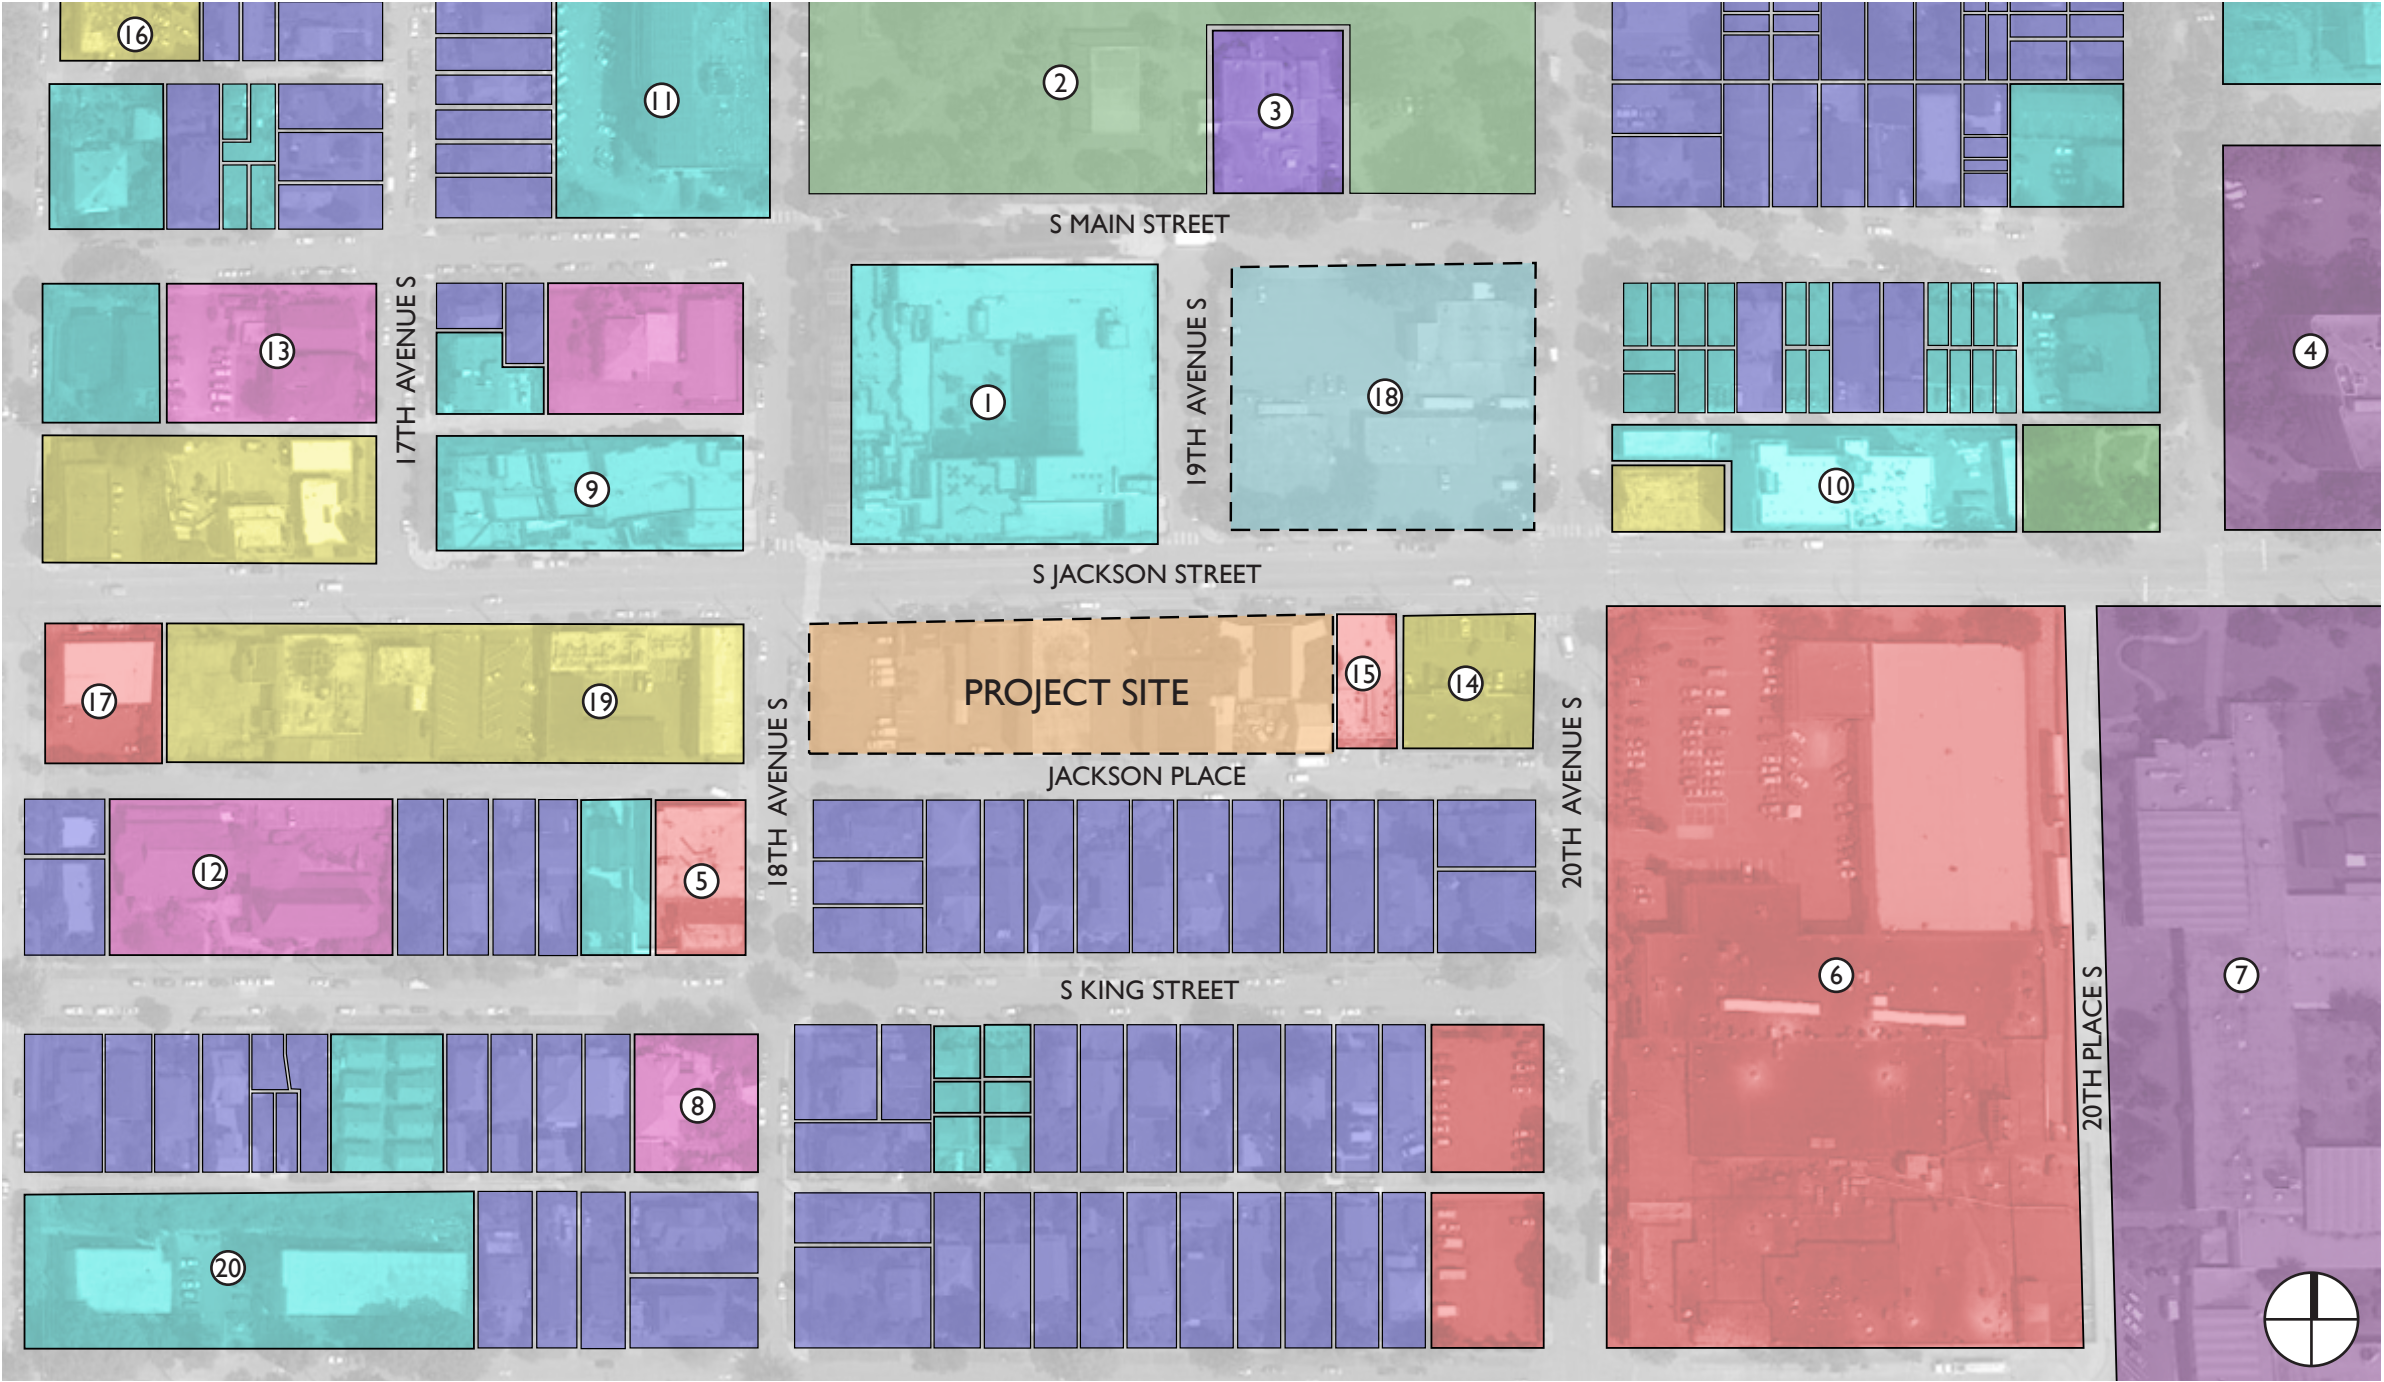 16
11
2
3
S MAIN STREET
17TH AVENUE S
13
9
1
19TH AVENUE S
18
10
4
S JACKSON STREET
17
19
PROJECT SITE
15
14
18TH AVENUE S
20TH AVENUE S
JACKSON PLACE
12
5
6
7
20TH PLACE S
S KING STREET
8
20